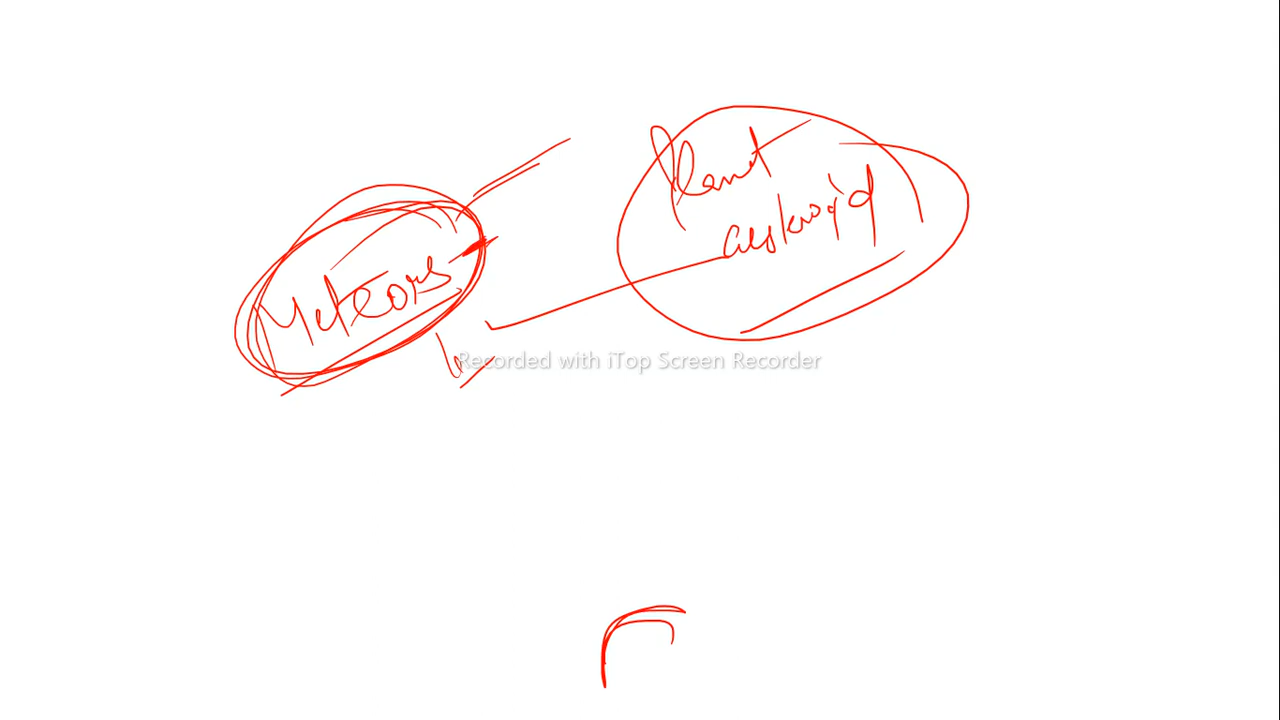 Planet
asteroid
Meteors
Recorded with iTop Screen Recorder